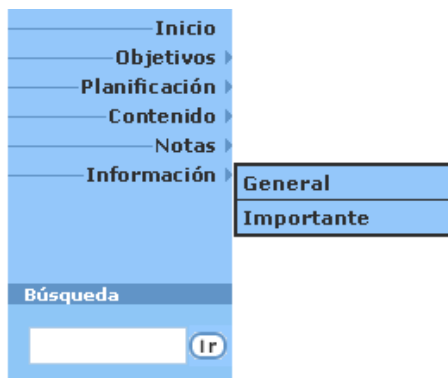 Inicio
Objetivos
Planificación
Contenido
Notas
Información
General
Importante
Búsqueda
Ir